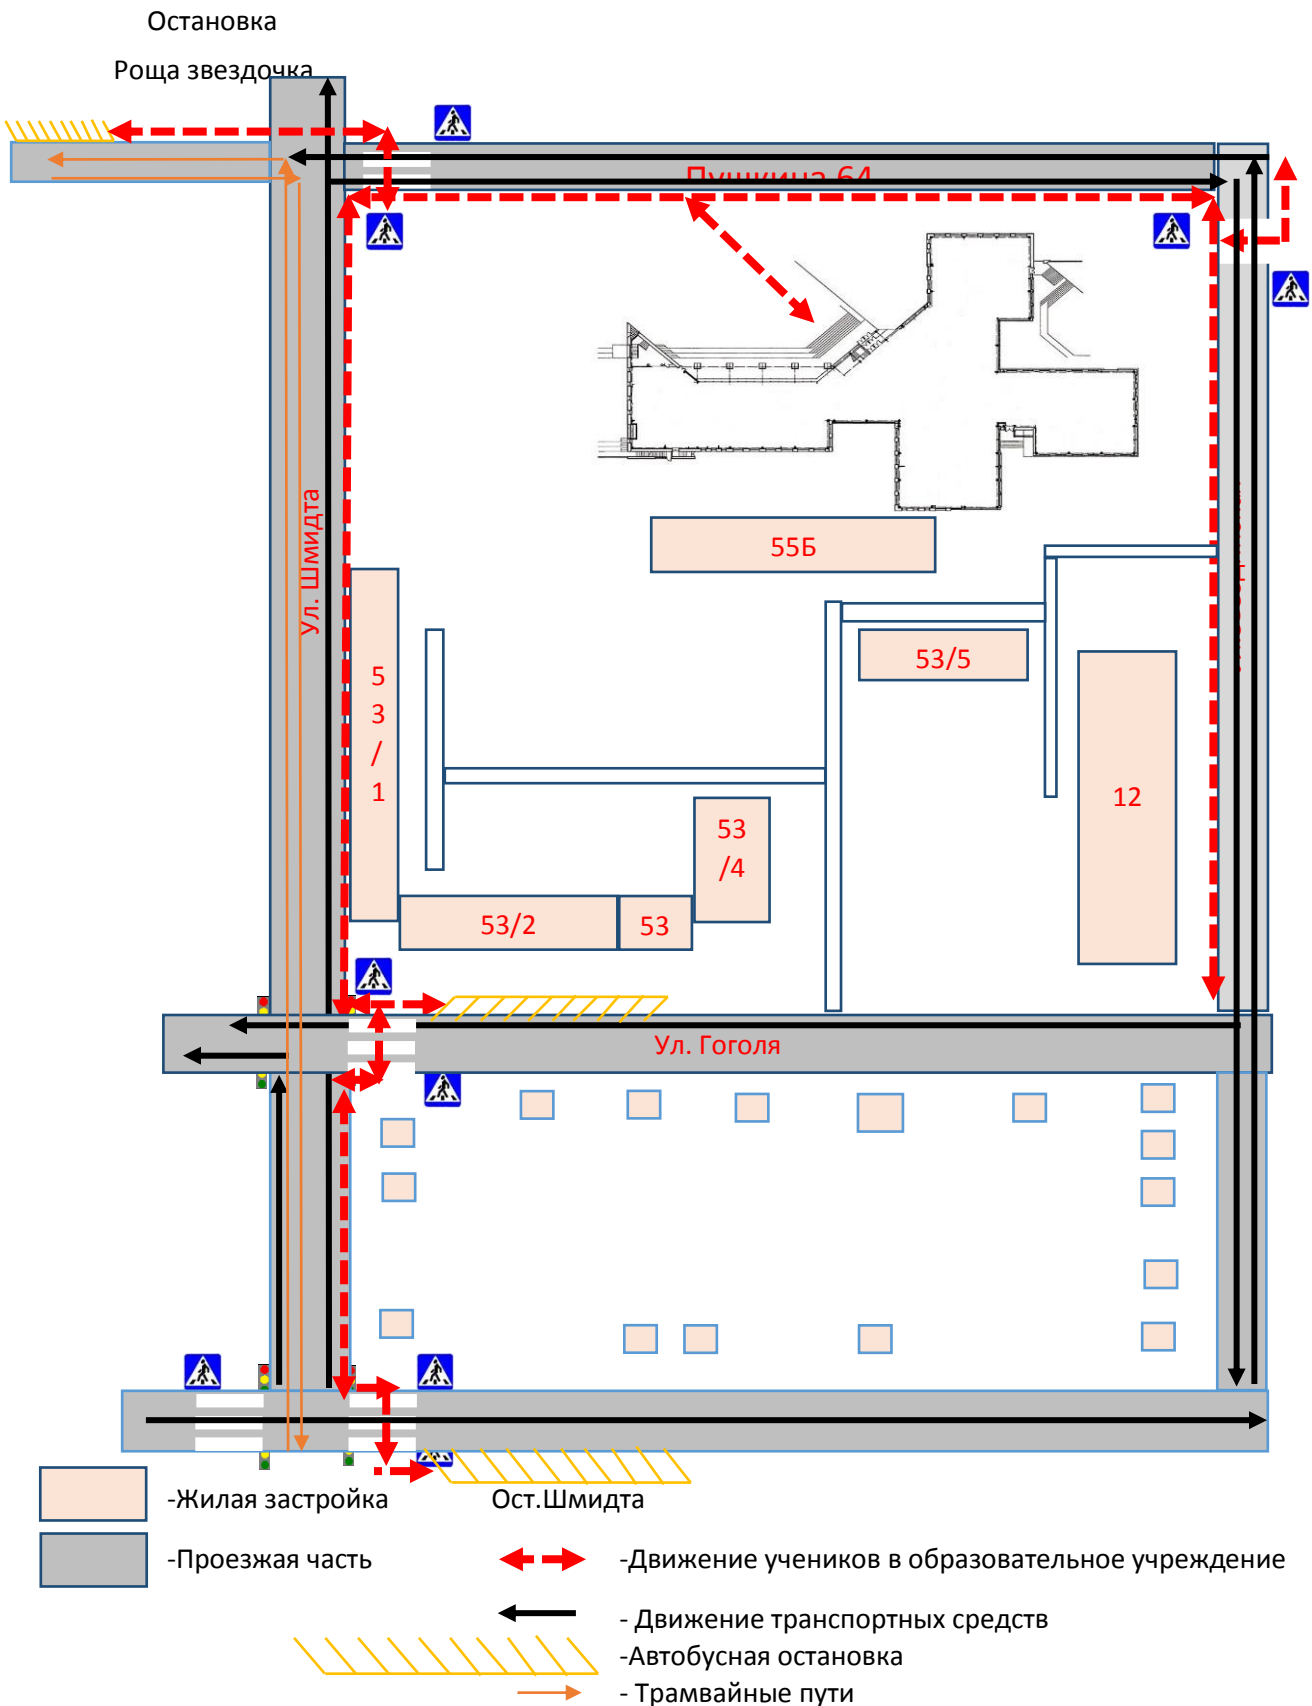 Остановка
Роща звездочка
Пушкина 64
Ул. Шмидта
55Б
53/5
5
3
/
1
12
53
/4
53/2
53
Ул. Гоголя
-Жилая застройка
Ост.Шмидта
-Проезжая часть
-Движение учеников в образовательное учреждение
- Движение транспортных средств
-Автобусная остановка
- Трамвайные пути